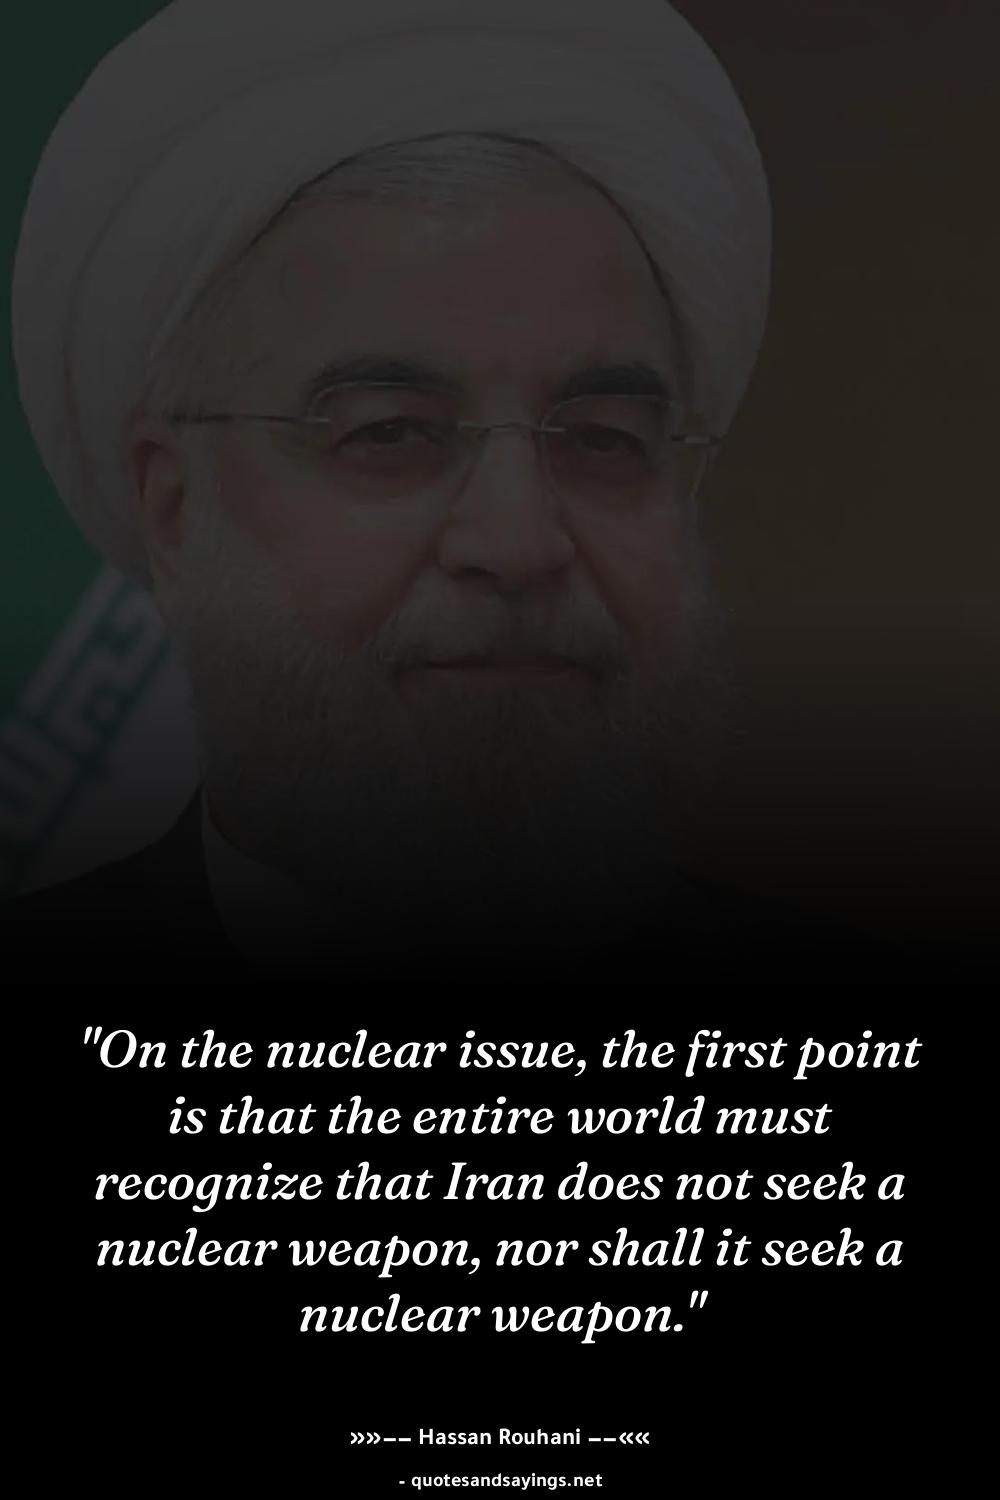 "On the nuclear issue, the first point
is that the entire world must
recognize that Iran does not seek a
nuclear weapon, nor shall it seek a
nuclear weapon."
»»−− Hassan Rouhani −−««
- quotesandsayings.net